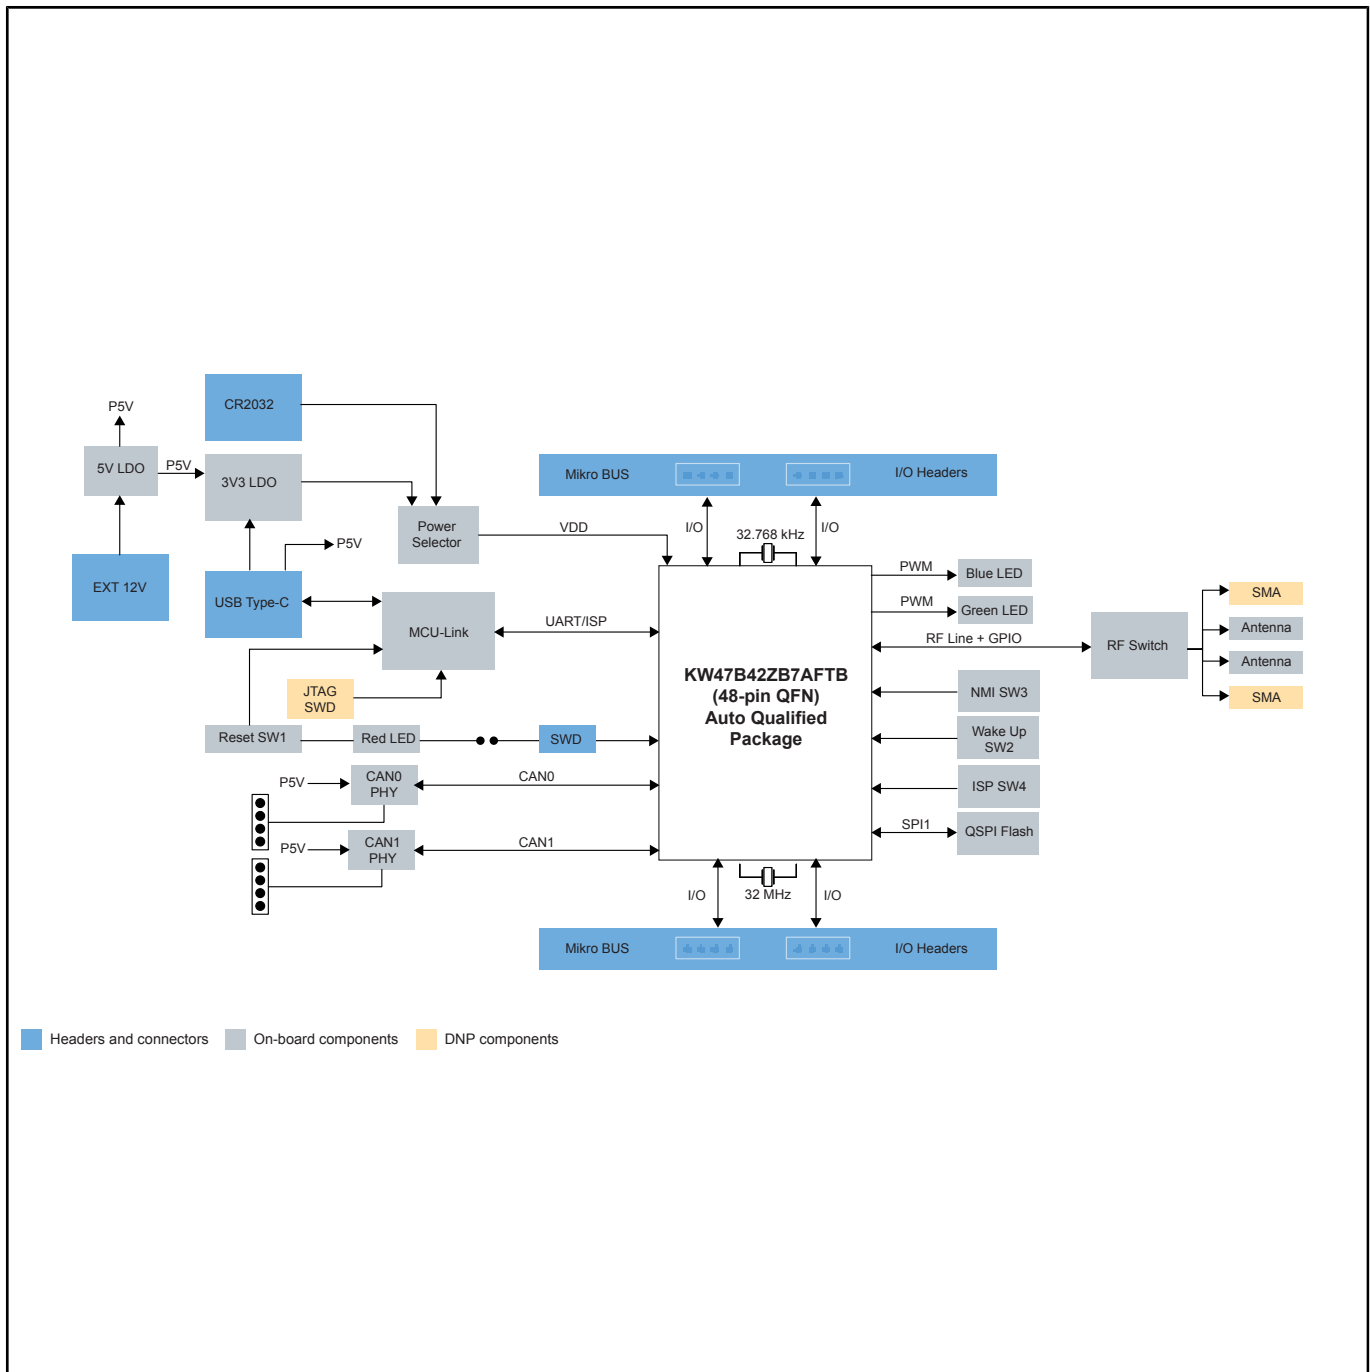 CR2032
P5V
5V LDO
P5V
3V3 LDO
Mikro BUS
I/O Headers
Power
Selector
VDD
I/O
32.768 kHz
I/O
P5V
EXT 12V
USB Type-C
PWM
Blue LED
PWM
Green LED
SMA
MCU-Link
UART/ISP
RF Line + GPIO
RF Switch
Antenna
Antenna
SMA
KW47B42ZB7AFTB
(48-pin QFN)
Auto Qualified
Package
JTAG
SWD
NMI SW3
Reset SW1
Red LED
SWD
Wake Up
SW2
P5V
CAN0
PHY
CAN0
ISP SW4
P5V
CAN1
PHY
CAN1
SPI1
QSPI Flash
I/O
32 MHz
I/O
Mikro BUS
I/O Headers
Headers and connectors
On-board components
DNP components